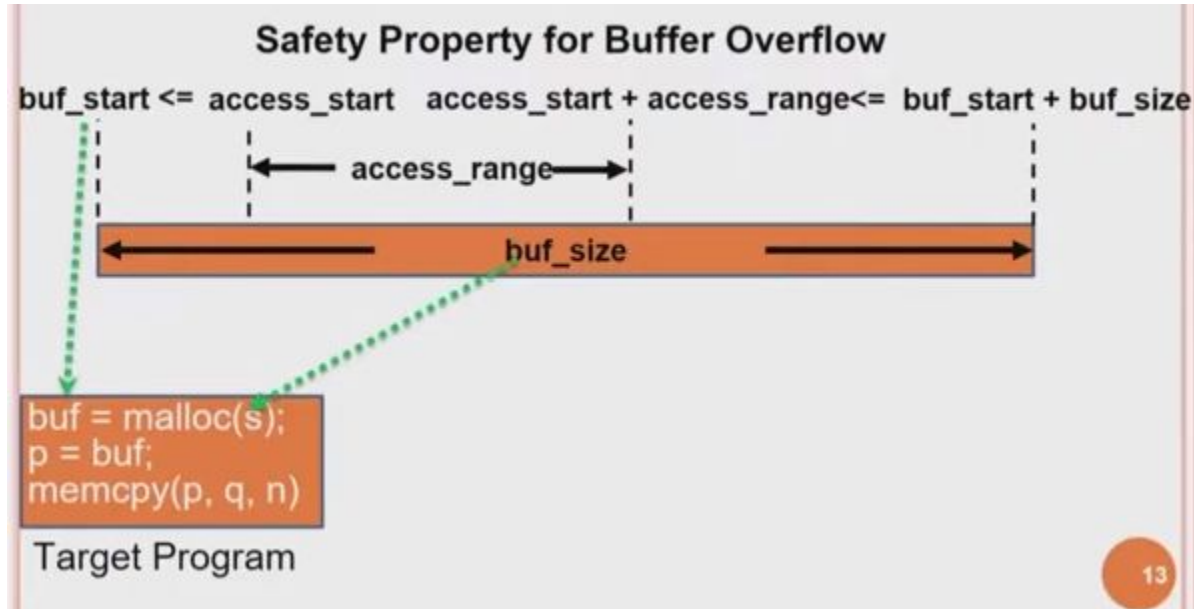 Safety Property for Buffer Overflow
buf_start <= access_start access_start + access_range<= buf_start + buf_size
access_range
buf_size
buf = malloc(s);
p = buf;
memcpy(p, q, n)
Target Program
13